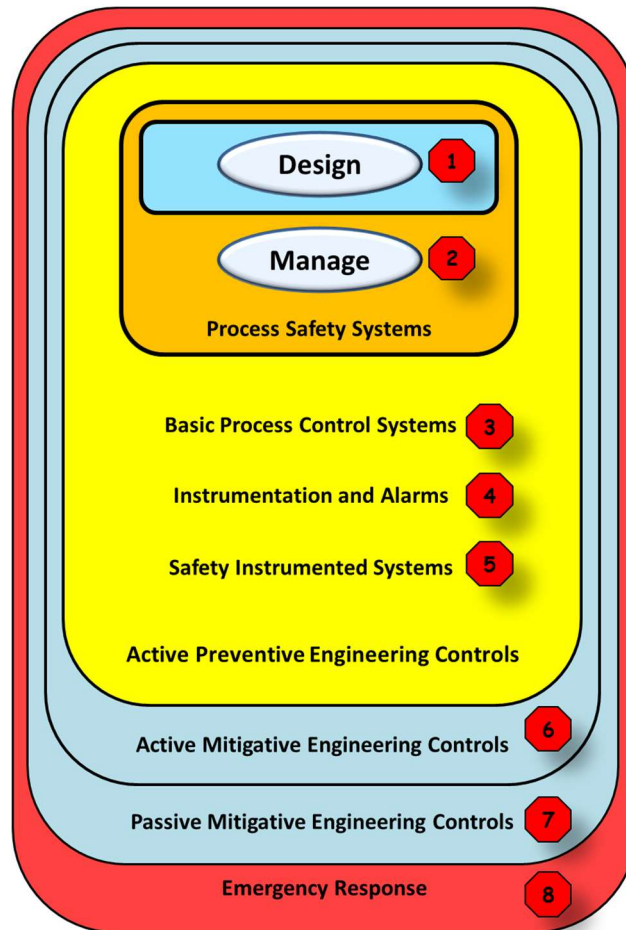 Design 1
Manage 2
Process Safety Systems
Basic Process Control Systems 3
Instrumentation and Alarms 4
Safety Instrumented Systems 5
Active Preventive Engineering Controls
Active Mitigative Engineering Controls 6
Passive Mitigative Engineering Controls 7
Emergency Response 8